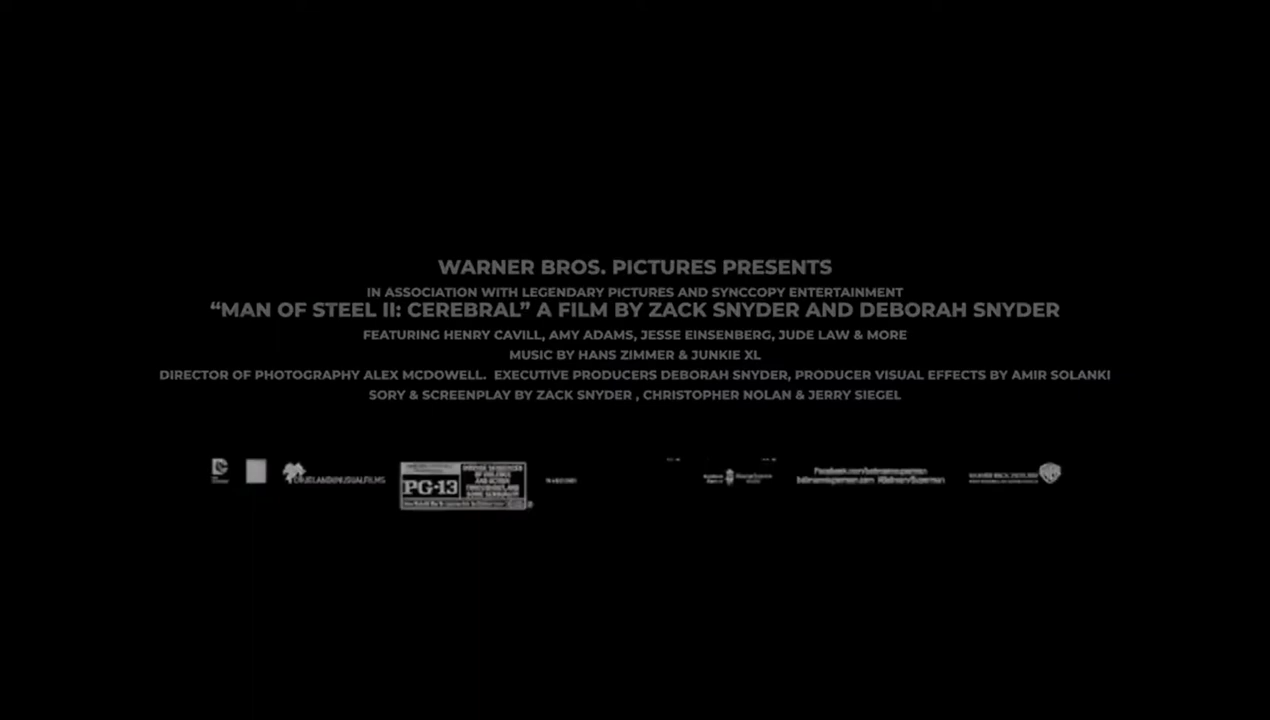 WARNER BROS. PICTURES PRESENTS
IN ASSOCIATION WITH LEGENDARY PICTURES AND SYNCCOPY ENTERTAINMENT
“MAN OF STEEL II: CEREBRAL” A FILM BY ZACK SNYDER AND DEBORAH SNYDER
FEATURING HENRY CAVILL, AMY ADAMS, JESSE EINSENBERG, JUDE LAW & MORE
MUSIC BY HANS ZIMMER & JUNKIE XL
DIRECTOR OF PHOTOGRAPHY ALEX MCDOWELL. EXECUTIVE PRODUCERS DEBORAH SNYDER, PRODUCER VISUAL EFFECTS BY AMIR SOLANKI
SORY & SCREENPLAY BY ZACK SNYDER , CHRISTOPHER NOLAN & JERRY SIEGEL
PG-13